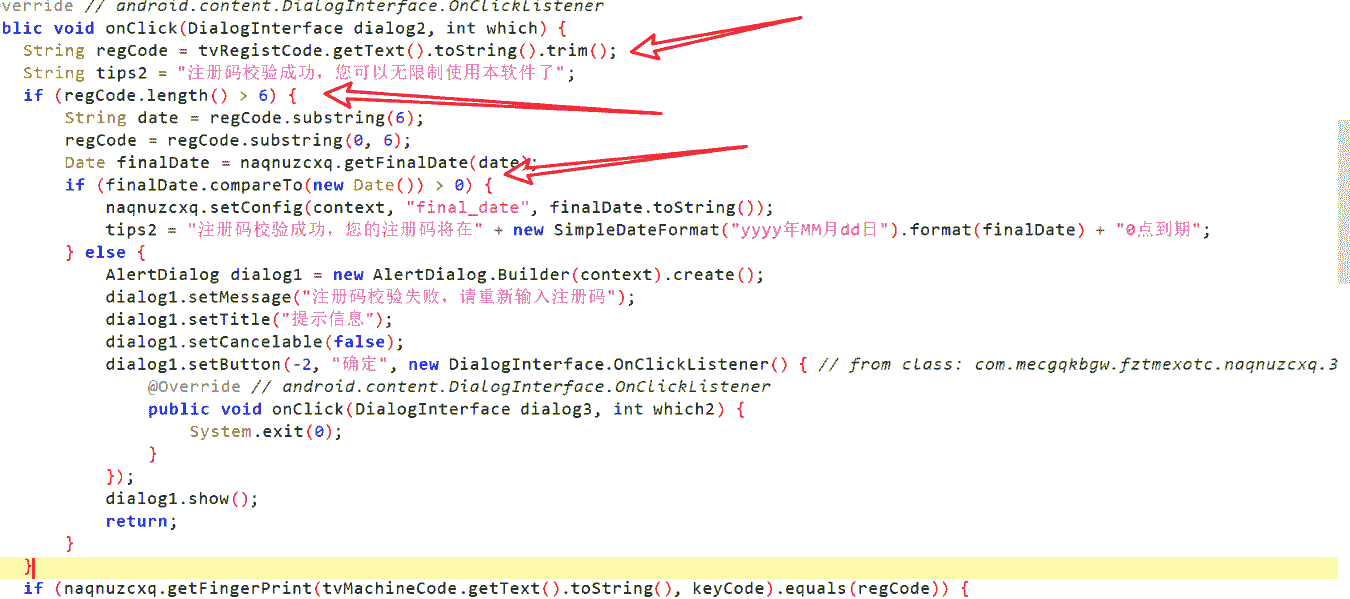 verride // android.content.DialogInterface.OnClickListener
blic void onClick(DialogInterface dialog2, int which) {
String regCode = tvRegistCode.getText().toString().trim();
String tips2 = "注册码校验成功，您可以无限制使用本软件了";
if (regCode.length() > 6) {
String date = regCode.substring(6);
regCode = regCode.substring(0, 6);
Date finalDate = naqnuzcxq.getFinalDate(date);
if (finalDate.compareTo(new Date()) > 0) {
naqnuzcxq.setConfig(context, "final_date", finalDate.toString());
tips2 = "注册码校验成功，您的注册码将在" + new SimpleDateFormat("yyyy年MM月dd日").format(finalDate) + "0点到期";
} else {
AlertDialog dialog1 = new AlertDialog.Builder(context).create();
dialog1.setMessage("注册码校验失败，请重新输入注册码");
dialog1.setTitle("提示信息");
dialog1.setCancelable(false);
dialog1.setButton(-2, "确定", new DialogInterface.OnClickListener() { // from class: com.mecgqkbgw.fztmexotc.naqnuzcxq.3
@Override // android.content.DialogInterface.OnClickListener
public void onClick(DialogInterface dialog3, int which2) {
System.exit(0);
}
});
dialog1.show();
return;
}
}
if (naqnuzcxq.getFingerPrint(tvMachineCode.getText().toString(), keyCode).equals(regCode)) {